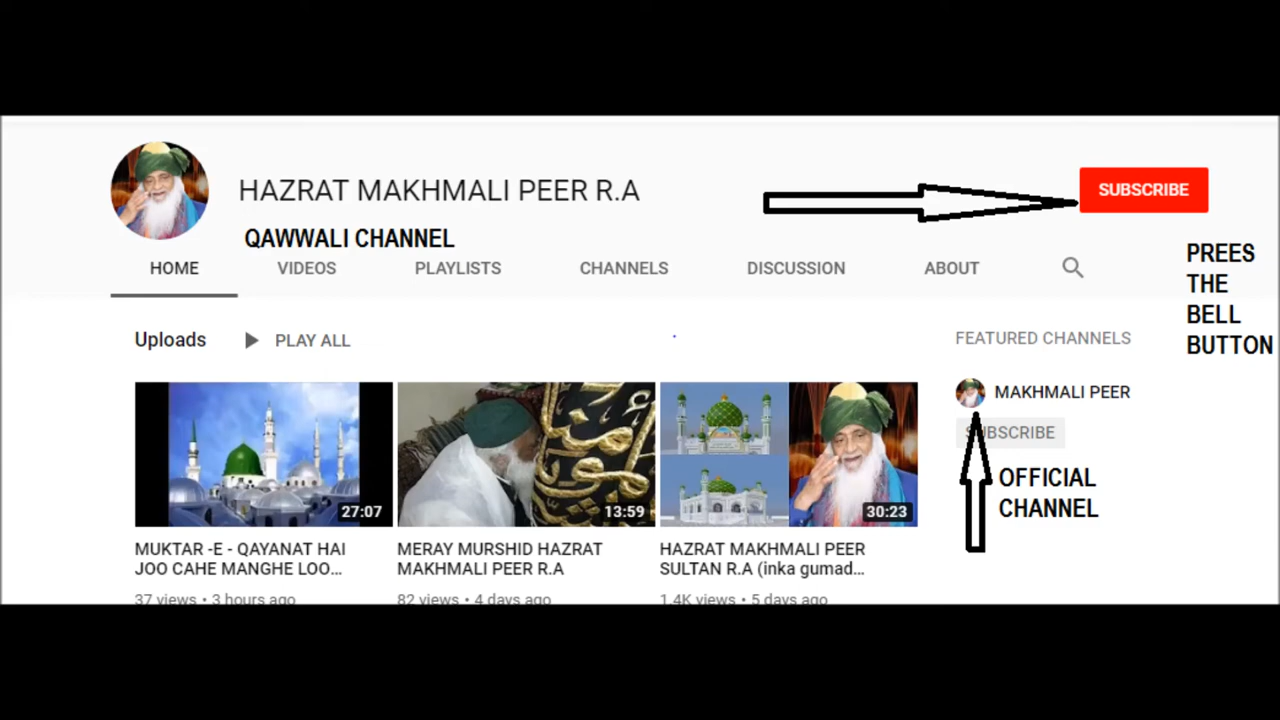 HAZRAT MAKHMALI PEER R.A
SUBSCRIBE
QAWWALI CHANNEL
HOME VIDEOS PLAYLISTS CHANNELS DISCUSSION ABOUT
PREES
THE
BELL
BUTTON
Uploads PLAY ALL
FEATURED CHANNELS
MAKHMALI PEER
SUBSCRIBE
OFFICIAL
CHANNEL
27:07
13:59
30:23
MUKTAR -E - QAYANAT HAI
JOO CAHE MANGHE LOO...
37 views • 3 hours ago
MERAY MURSHID HAZRAT
MAKHMALI PEER R.A
82 views • 4 days ago
HAZRAT MAKHMALI PEER
SULTAN R.A (inka gumad...
1.4K views • 5 days ago